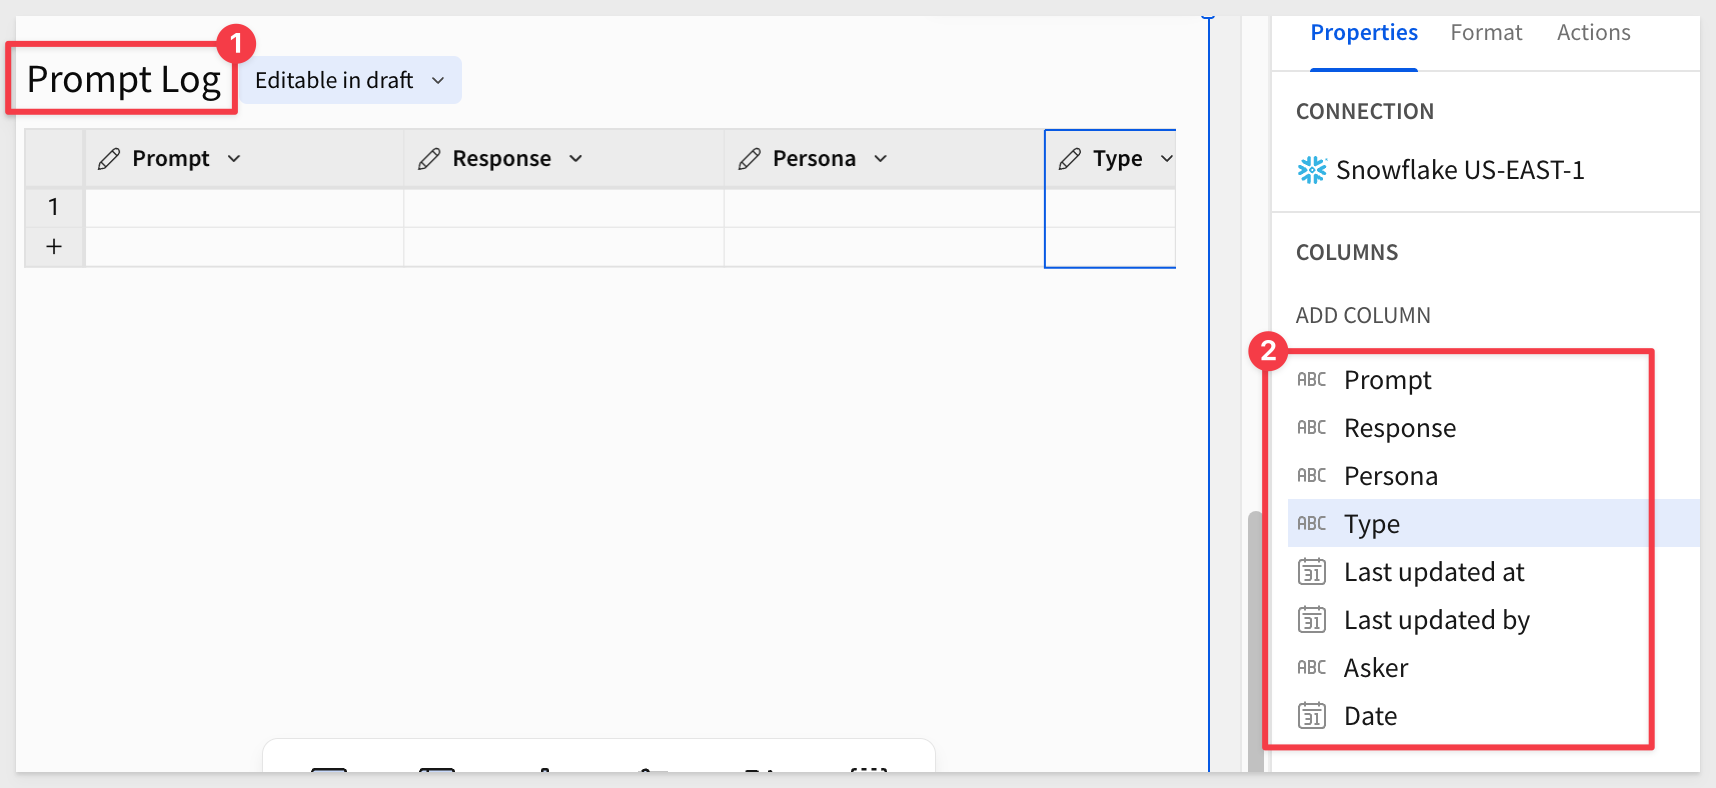 1
Prompt Log
Editable in draft
Prompt
Response
Persona
Type
1
+
Properties
Format
Actions
CONNECTION
Snowflake US-EAST-1
COLUMNS
ADD COLUMN
2
ABC Prompt
ABC Response
ABC Persona
ABC Type
31 Last updated at
31 Last updated by
ABC Asker
31 Date